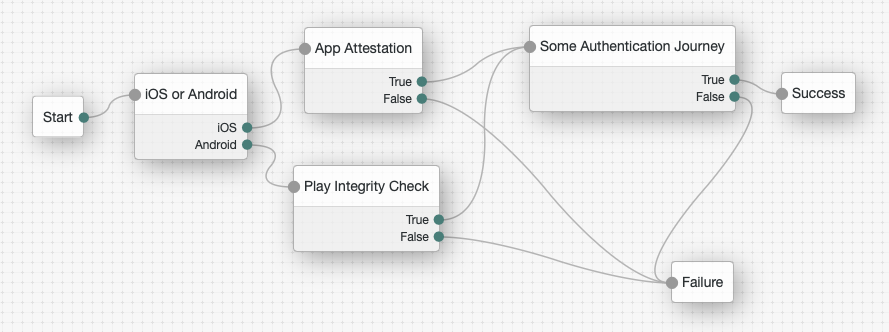 Start
iOS or Android
iOS
Android
App Attestation
True
False
Play Integrity Check
True
False
Some Authentication Journey
True
False
Success
Failure